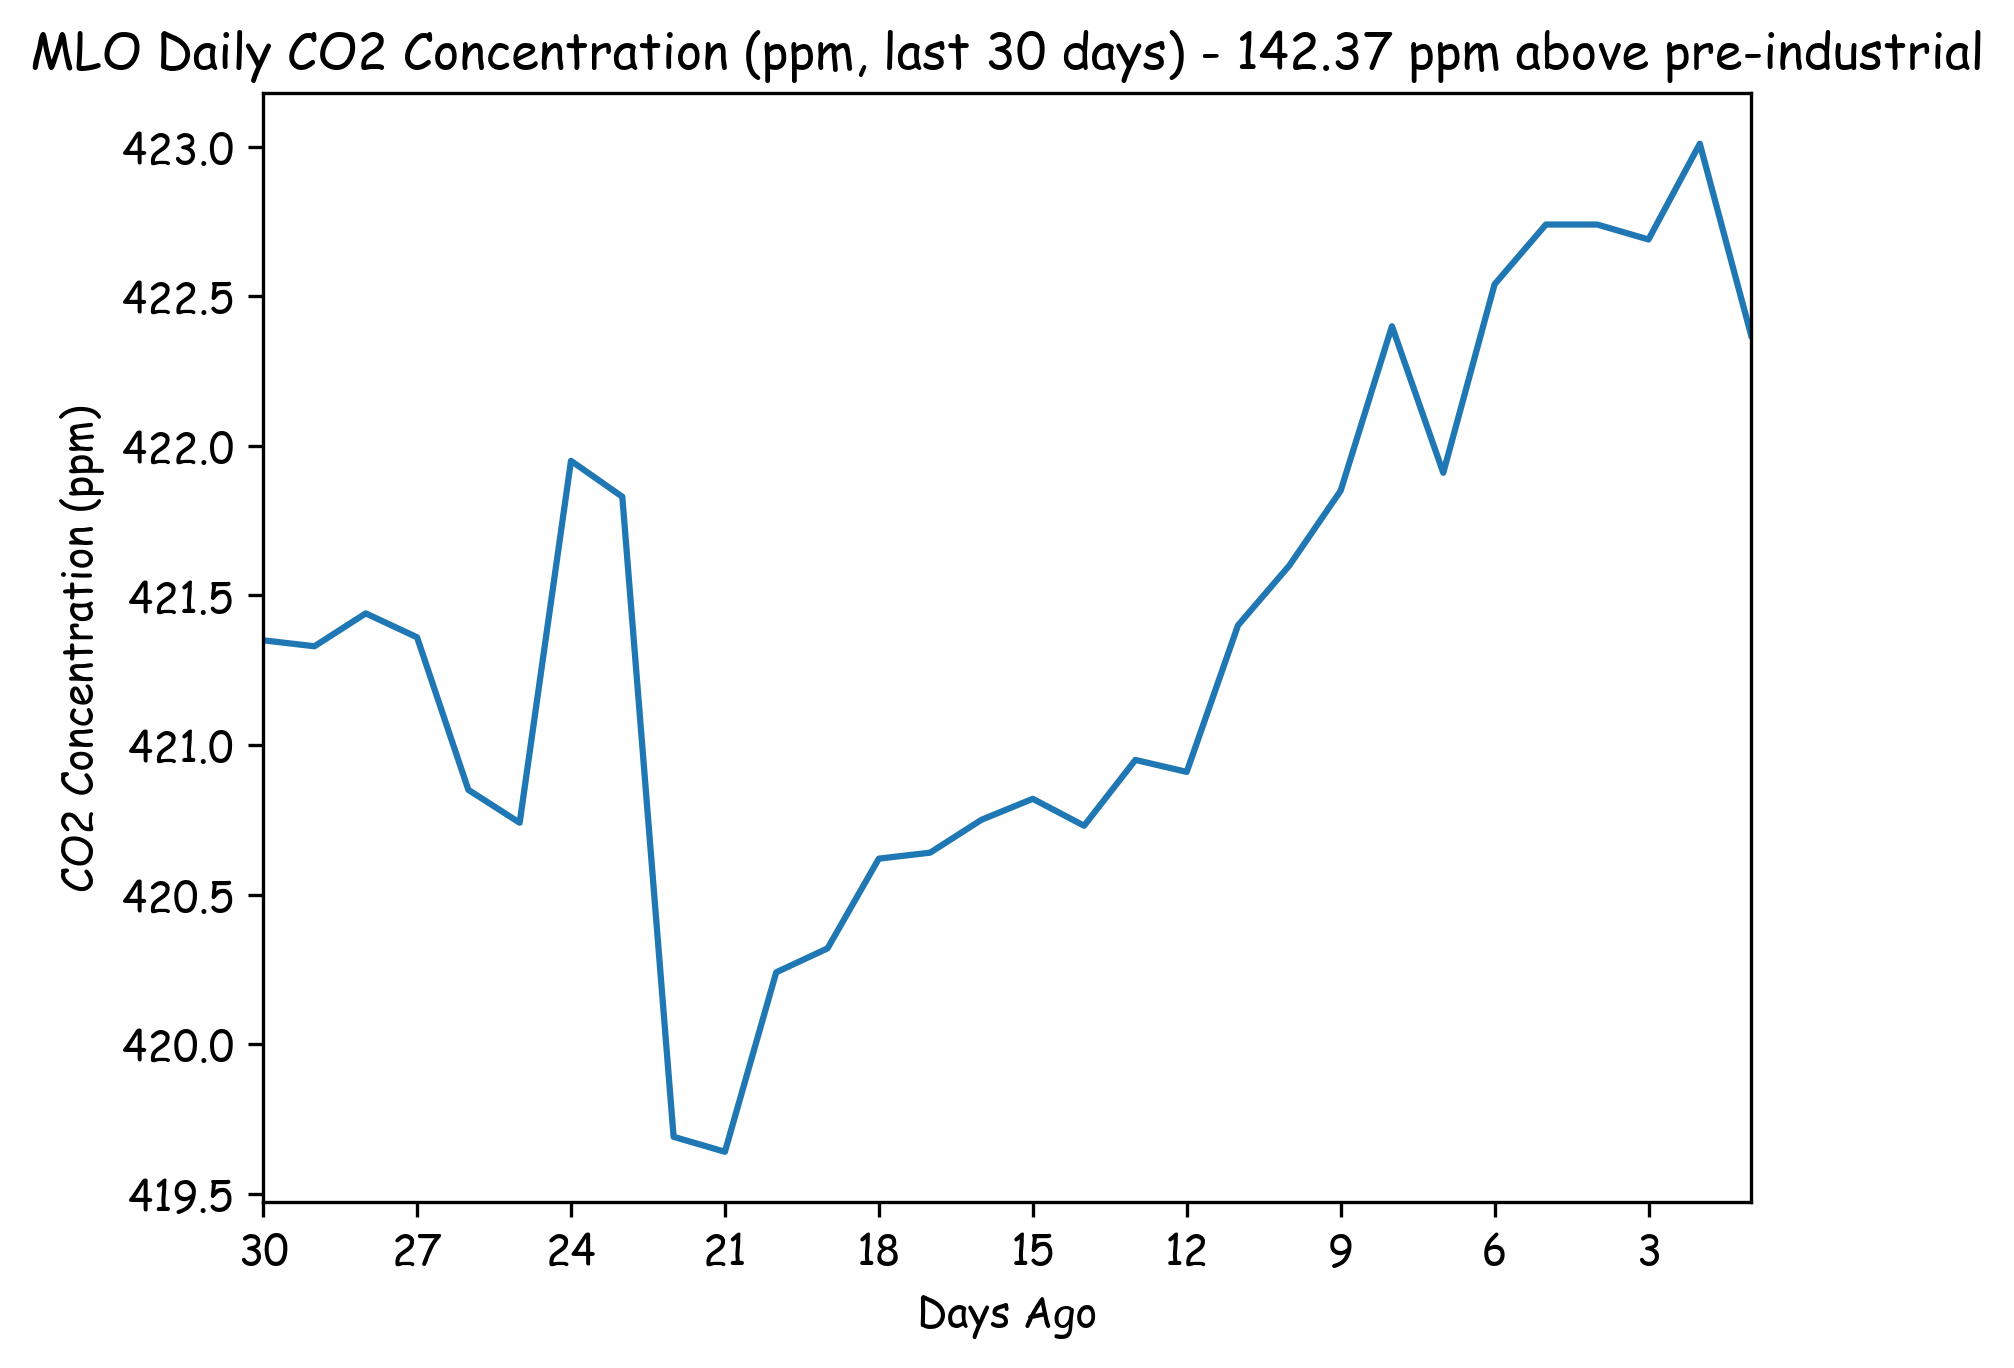 MLO Daily CO2 Concentration (ppm, last 30 days) - 142.37 ppm above pre-industrial
CO2 Concentration (ppm)
423.0
422.5
422.0
421.5
421.0
420.5
420.0
419.5
30 27 24 21 18 15 12 9 6 3
Days Ago